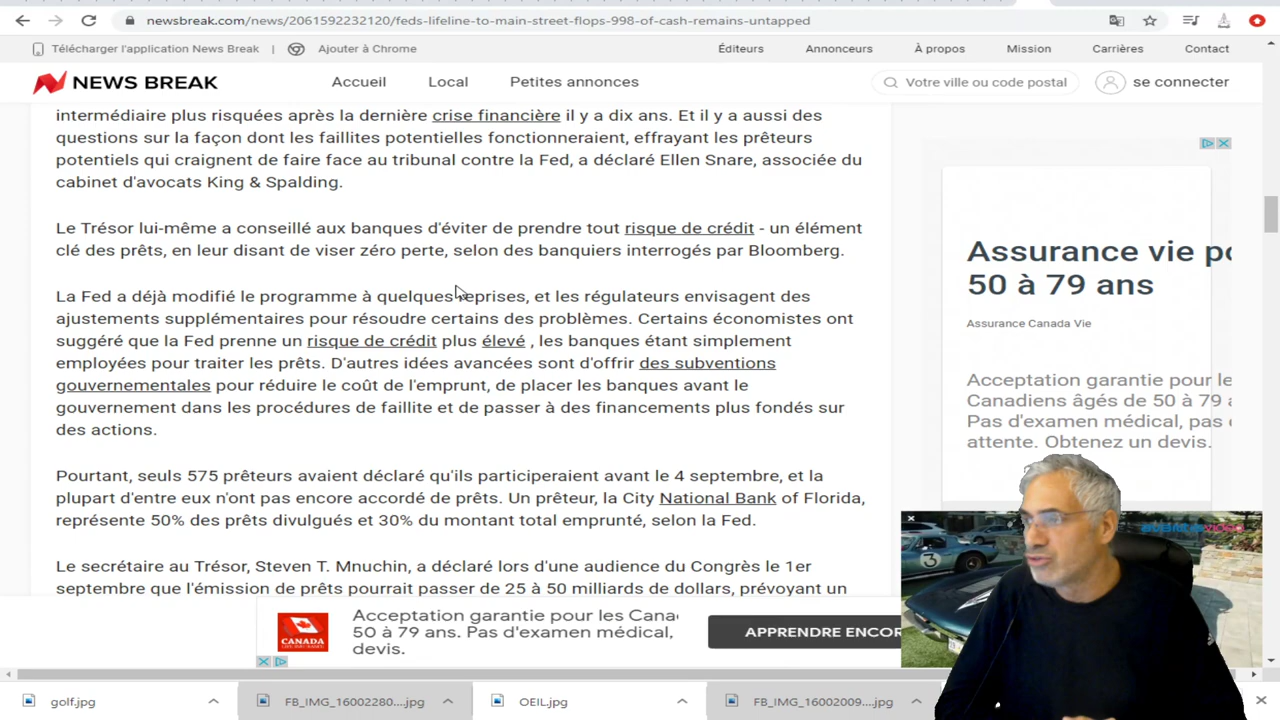 newsbreak.com/news/2061592232120/feds-lifeline-to-main-street-flops-998-of-cash-remains-untapped
Télécharger l'application News Break | Ajouter à Chrome Éditeurs Annonceurs À propos Mission Carrières Contact
NEWS BREAK Accueil Local Petites annonces Votre ville ou code postal se connecter
intermédiaire plus risquées après la dernière crise financière il y a dix ans. Et il y a aussi des
questions sur la façon dont les faillites potentielles fonctionneraient, effrayant les prêteurs
potentiels qui craignent de faire face au tribunal contre la Fed, a déclaré Ellen Snare, associée du
cabinet d'avocats King & Spalding.
Le Trésor lui-même a conseillé aux banques d'éviter de prendre tout risque de crédit - un élément
clé des prêts, en leur disant de viser zéro perte, selon des banquiers interrogés par Bloomberg.
La Fed a déjà modifié le programme à quelques reprises, et les régulateurs envisagent des
ajustements supplémentaires pour résoudre certains des problèmes. Certains économistes ont
suggéré que la Fed prenne un risque de crédit plus élevé , les banques étant simplement
employées pour traiter les prêts. D'autres idées avancées sont d'offrir des subventions
gouvernementales pour réduire le coût de l'emprunt, de placer les banques avant le
gouvernement dans les procédures de faillite et de passer à des financements plus fondés sur
des actions.
Pourtant, seuls 575 prêteurs avaient déclaré qu'ils participeraient avant le 4 septembre, et la
plupart d'entre eux n'ont pas encore accordé de prêts. Un prêteur, la City National Bank of Florida,
représente 50% des prêts divulgués et 30% du montant total emprunté, selon la Fed.
Le secrétaire au Trésor, Steven T. Mnuchin, a déclaré lors d'une audience du Congrès le 1er
septembre que l'émission de prêts pourrait passer de 25 à 50 milliards de dollars, prévoyant un
Assurance vie po
50 à 79 ans
Assurance Canada Vie
Acceptation garantie pour le
Canadiens âgés de 50 à 79 a
Pas d'examen médical, pas
attente. Obtenez un devis.
3
Acceptation garantie pour les Cana
50 à 79 ans. Pas d'examen médical,
devis.
CANADA
APPRENDRE ENCOR
golf.jpg FB_IMG_16002280....jpg OEIL.jpg FB_IMG_16002009....jpg